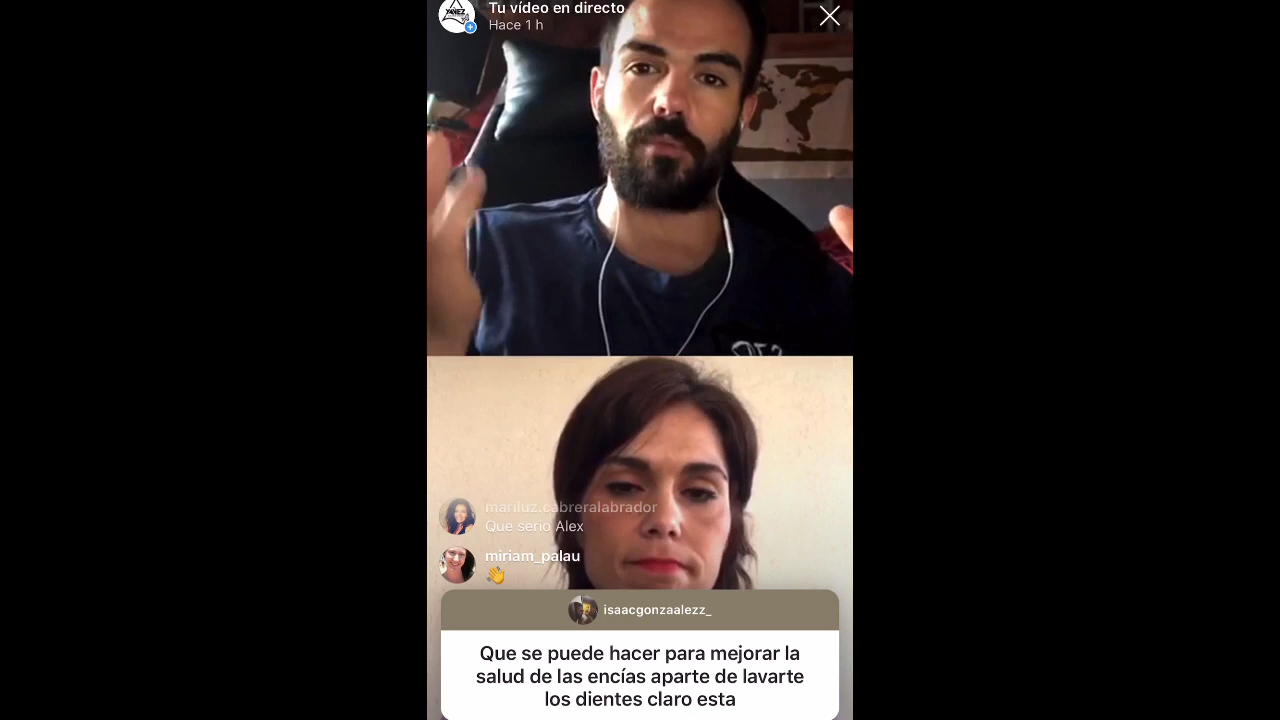 YAÑEZ
Tu vídeo en directo
Hace 1 h
mariluz.cabreralabrador
Que serio Alex
miriam_palau
👋
isaacgonzaalezz_
Que se puede hacer para mejorar la
salud de las encías aparte de lavarte
los dientes claro esta